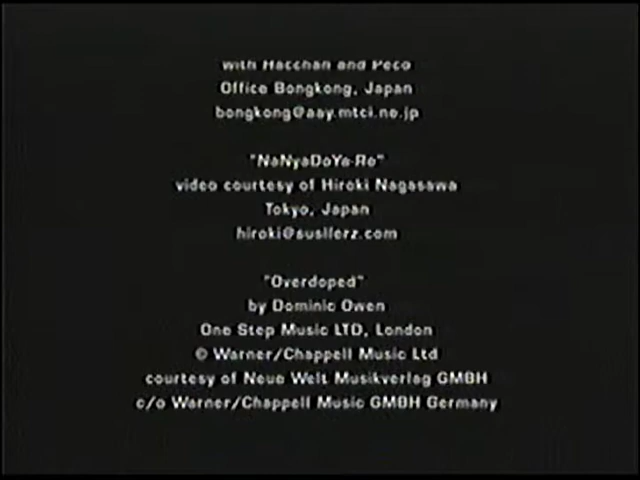 with Hacchan and Peco
Office Bongkong, Japan
bongkong@aay.mtci.ne.jp
"NaNyaDoYa-Ro"
video courtesy of Hiroki Nagasawa
Tokyo, Japan
hiroki@suslferz.com
"Overdoped"
by Dominic Owen
One Step Music LTD, London
© Warner/Chappell Music Ltd
courtesy of Neue Welt Musikverlag GMBH
c/o Warner/Chappell Music GMBH Germany